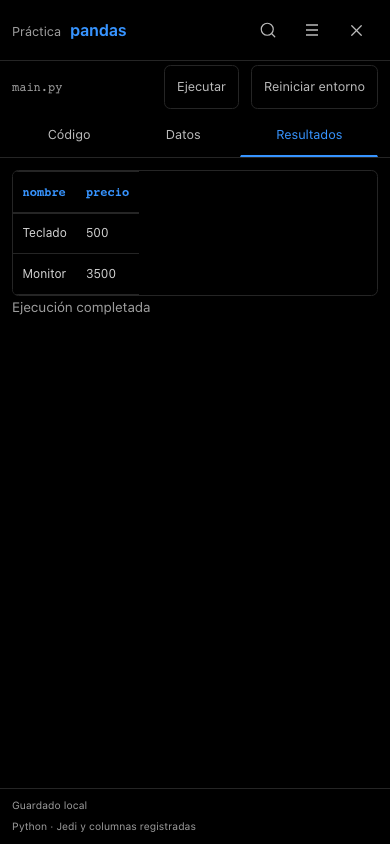 Práctica pandas
main.py Ejecutar Reiniciar entorno
Código Datos Resultados
nombre precio
Teclado 500
Monitor 3500
Ejecución completada
Guardado local
Python · Jedi y columnas registradas